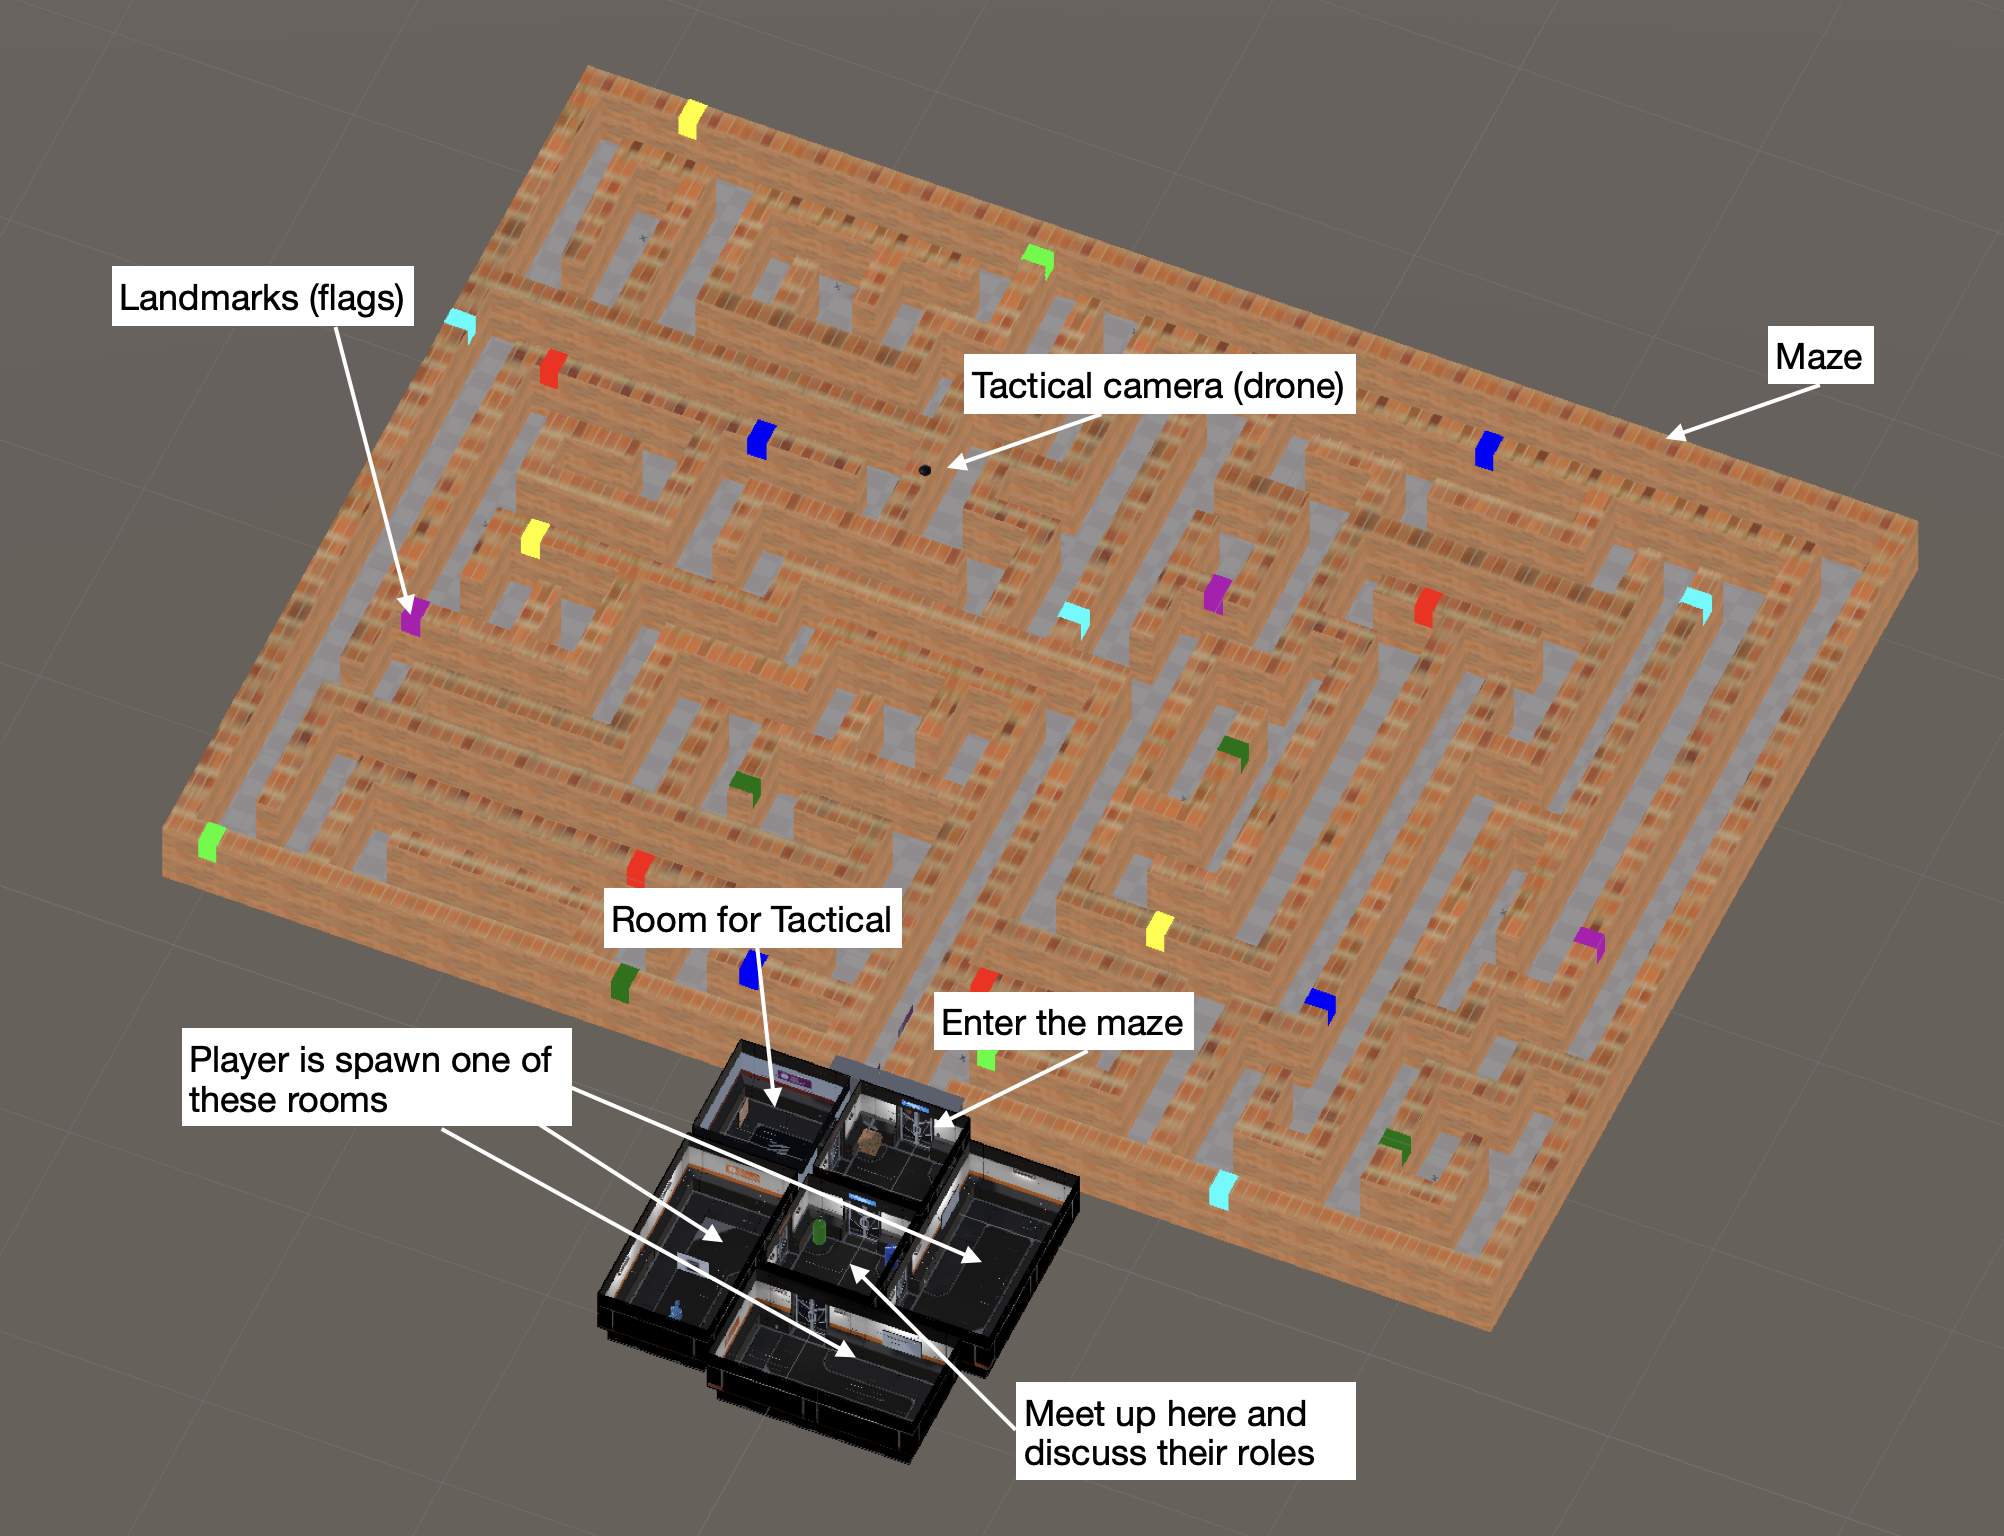 Landmarks (flags)
Maze
Tactical camera (drone)
Room for Tactical
Enter the maze
Player is spawn one of
these rooms
Meet up here and
discuss their roles